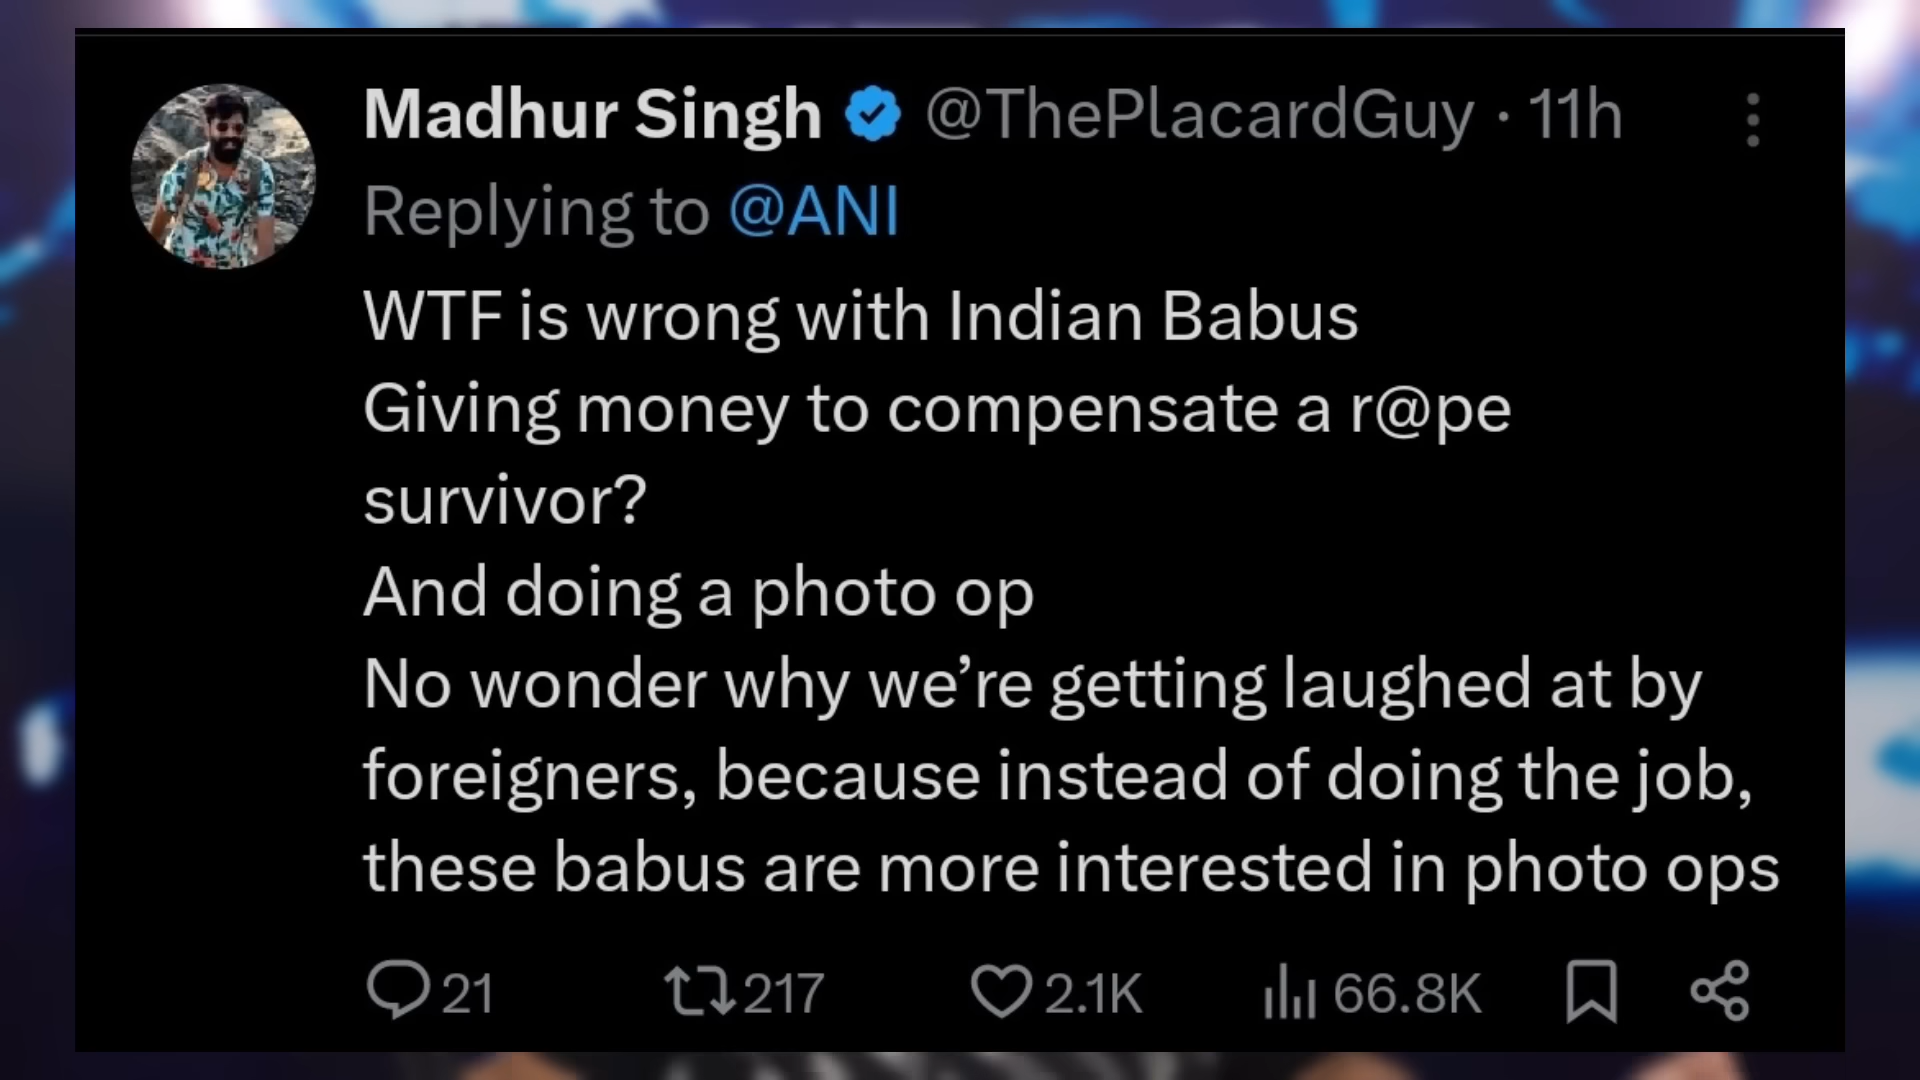 Madhur Singh @ThePlacardGuy · 11h
Replying to @ANI
WTF is wrong with Indian Babus
Giving money to compensate a r@pe
survivor?
And doing a photo op
No wonder why we’re getting laughed at by
foreigners, because instead of doing the job,
these babus are more interested in photo ops
21 217 2.1K 66.8K